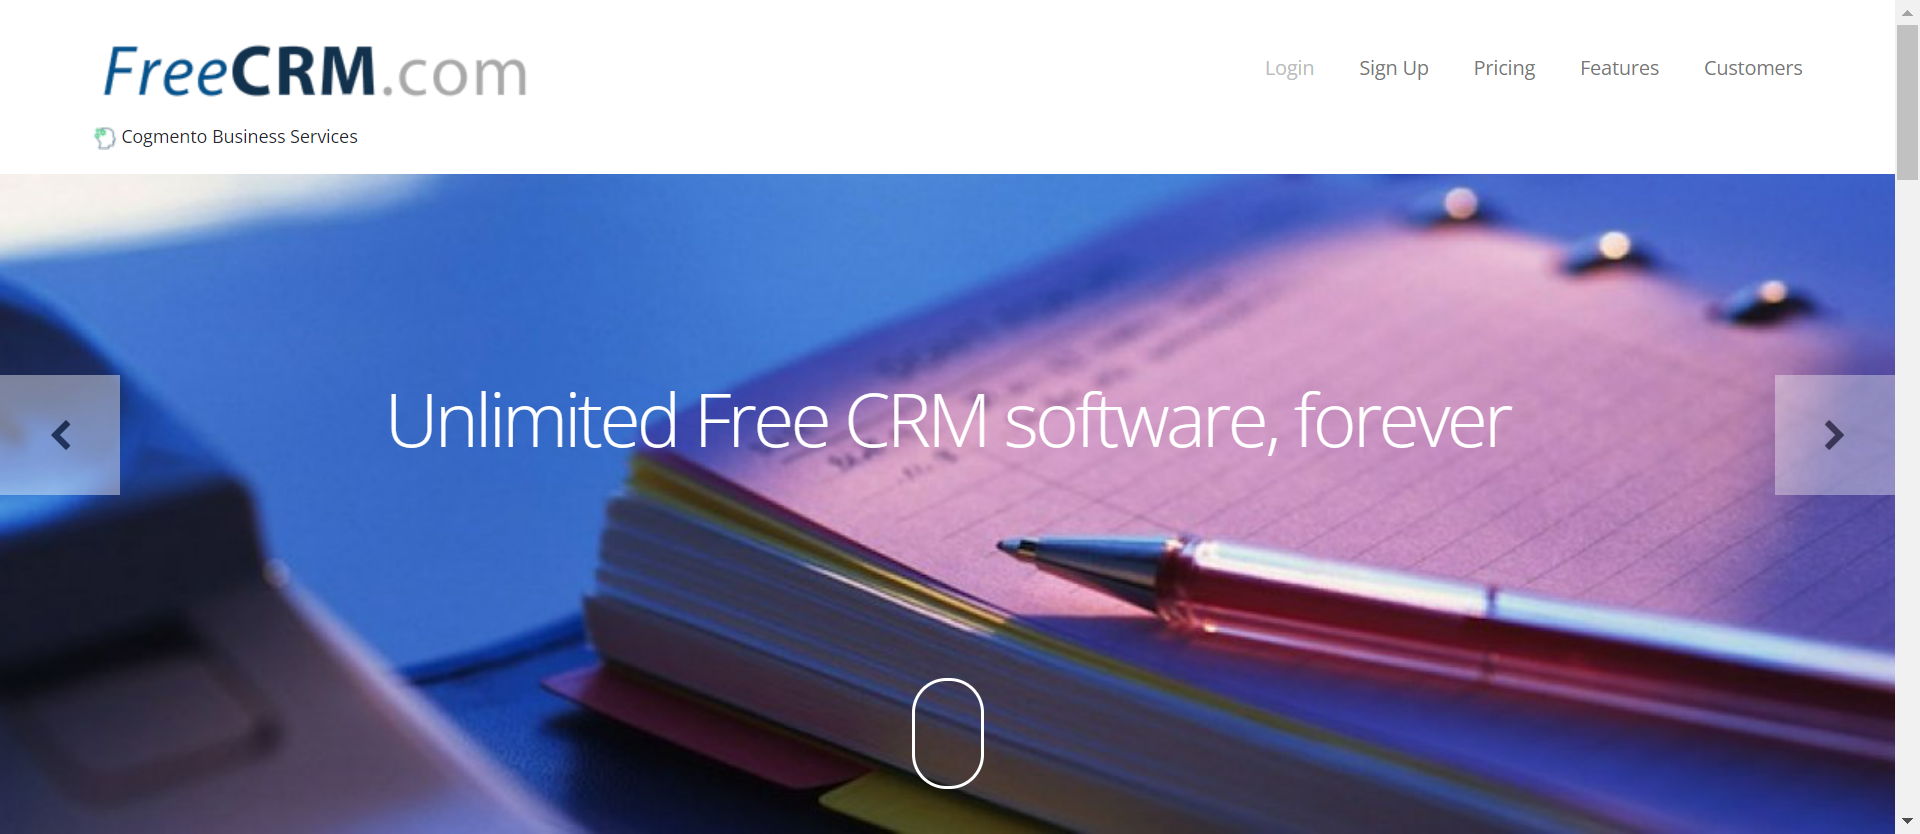 FreeCRM.com
Login Sign Up Pricing Features Customers
Cogmento Business Services
Unlimited Free CRM software, forever